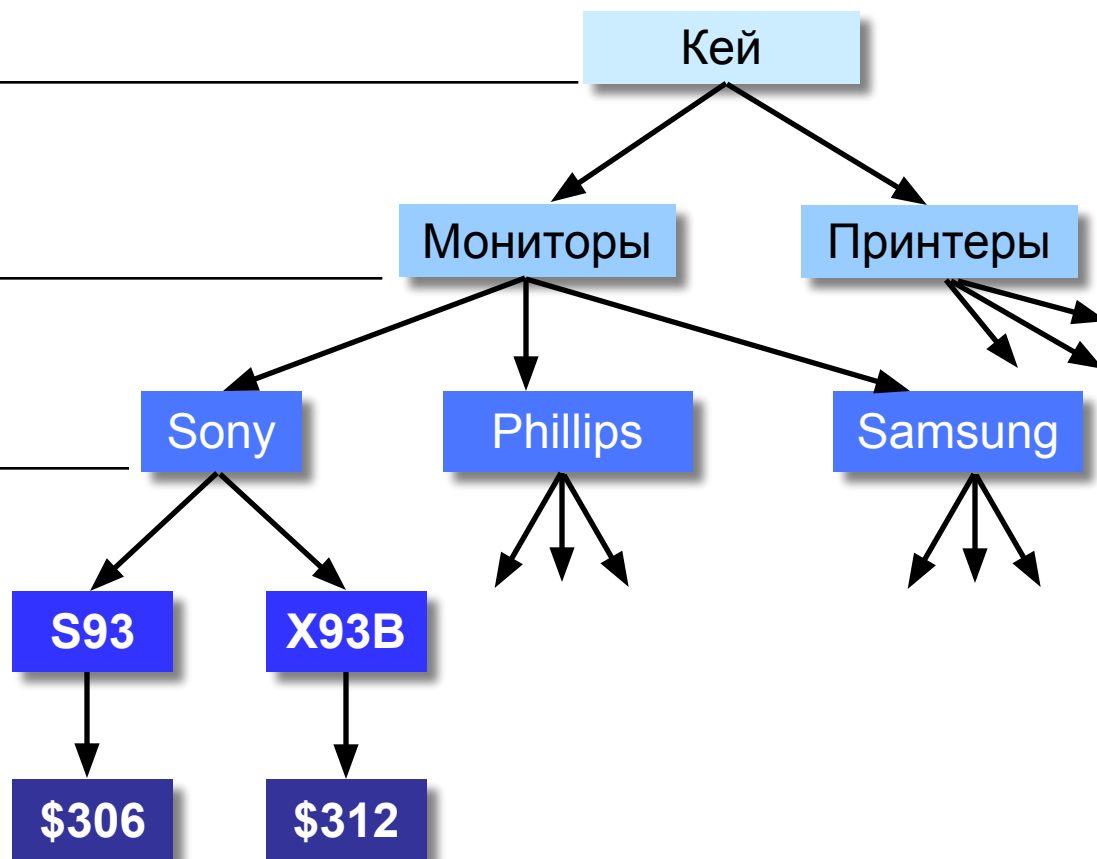 Кей
Мониторы
Принтеры
Sony
Phillips
Samsung
S93
X93B
$306
$312